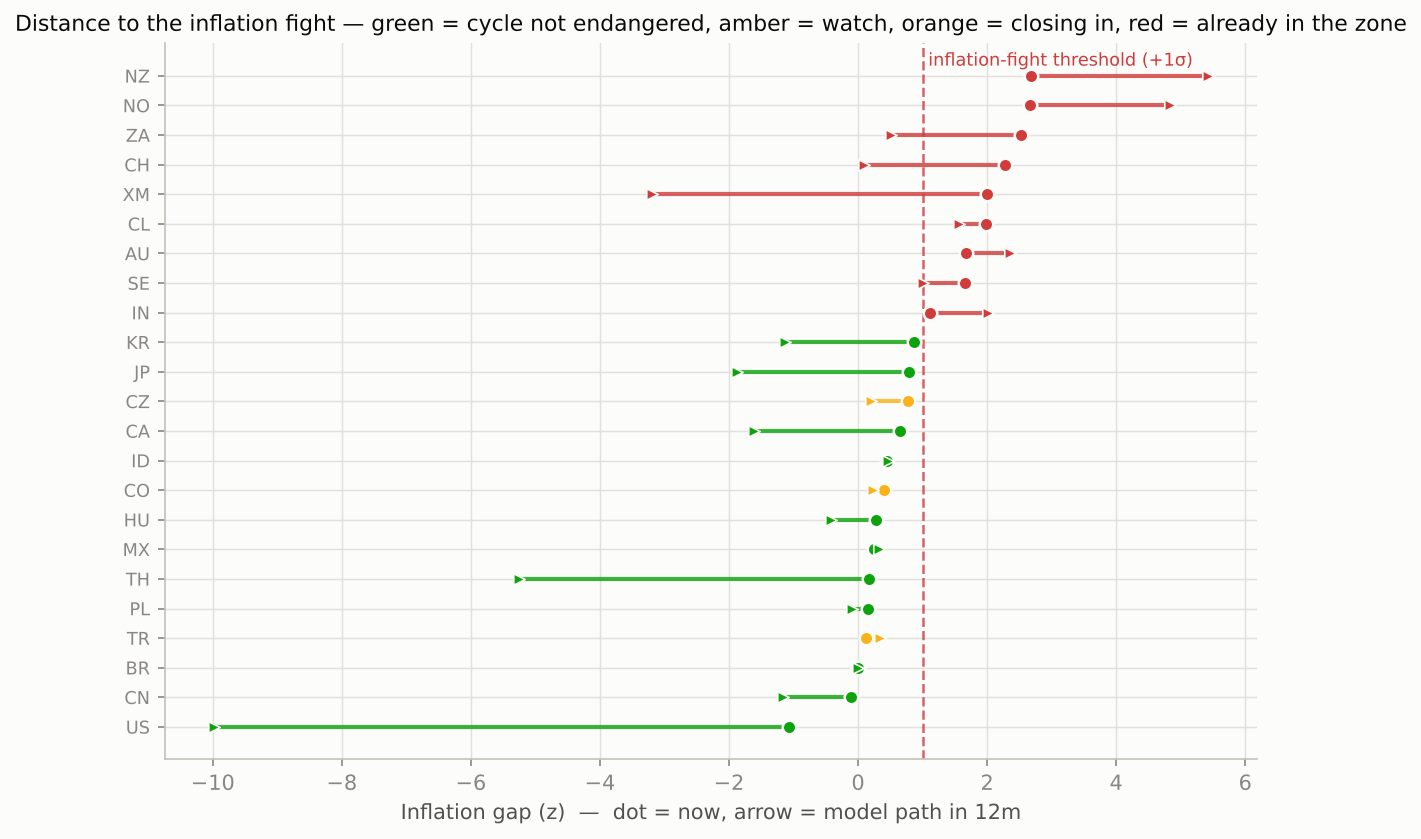 Distance to the inflation fight — green = cycle not endangered, amber = watch, orange = closing in, red = already in the zone
inflation-fight threshold (+1σ)
NZ
NO
ZA
CH
XM
CL
AU
SE
IN
KR
JP
CZ
CA
ID
CO
HU
MX
TH
PL
TR
BR
CN
US
−10 −8 −6 −4 −2 0 2 4 6
Inflation gap (z) — dot = now, arrow = model path in 12m